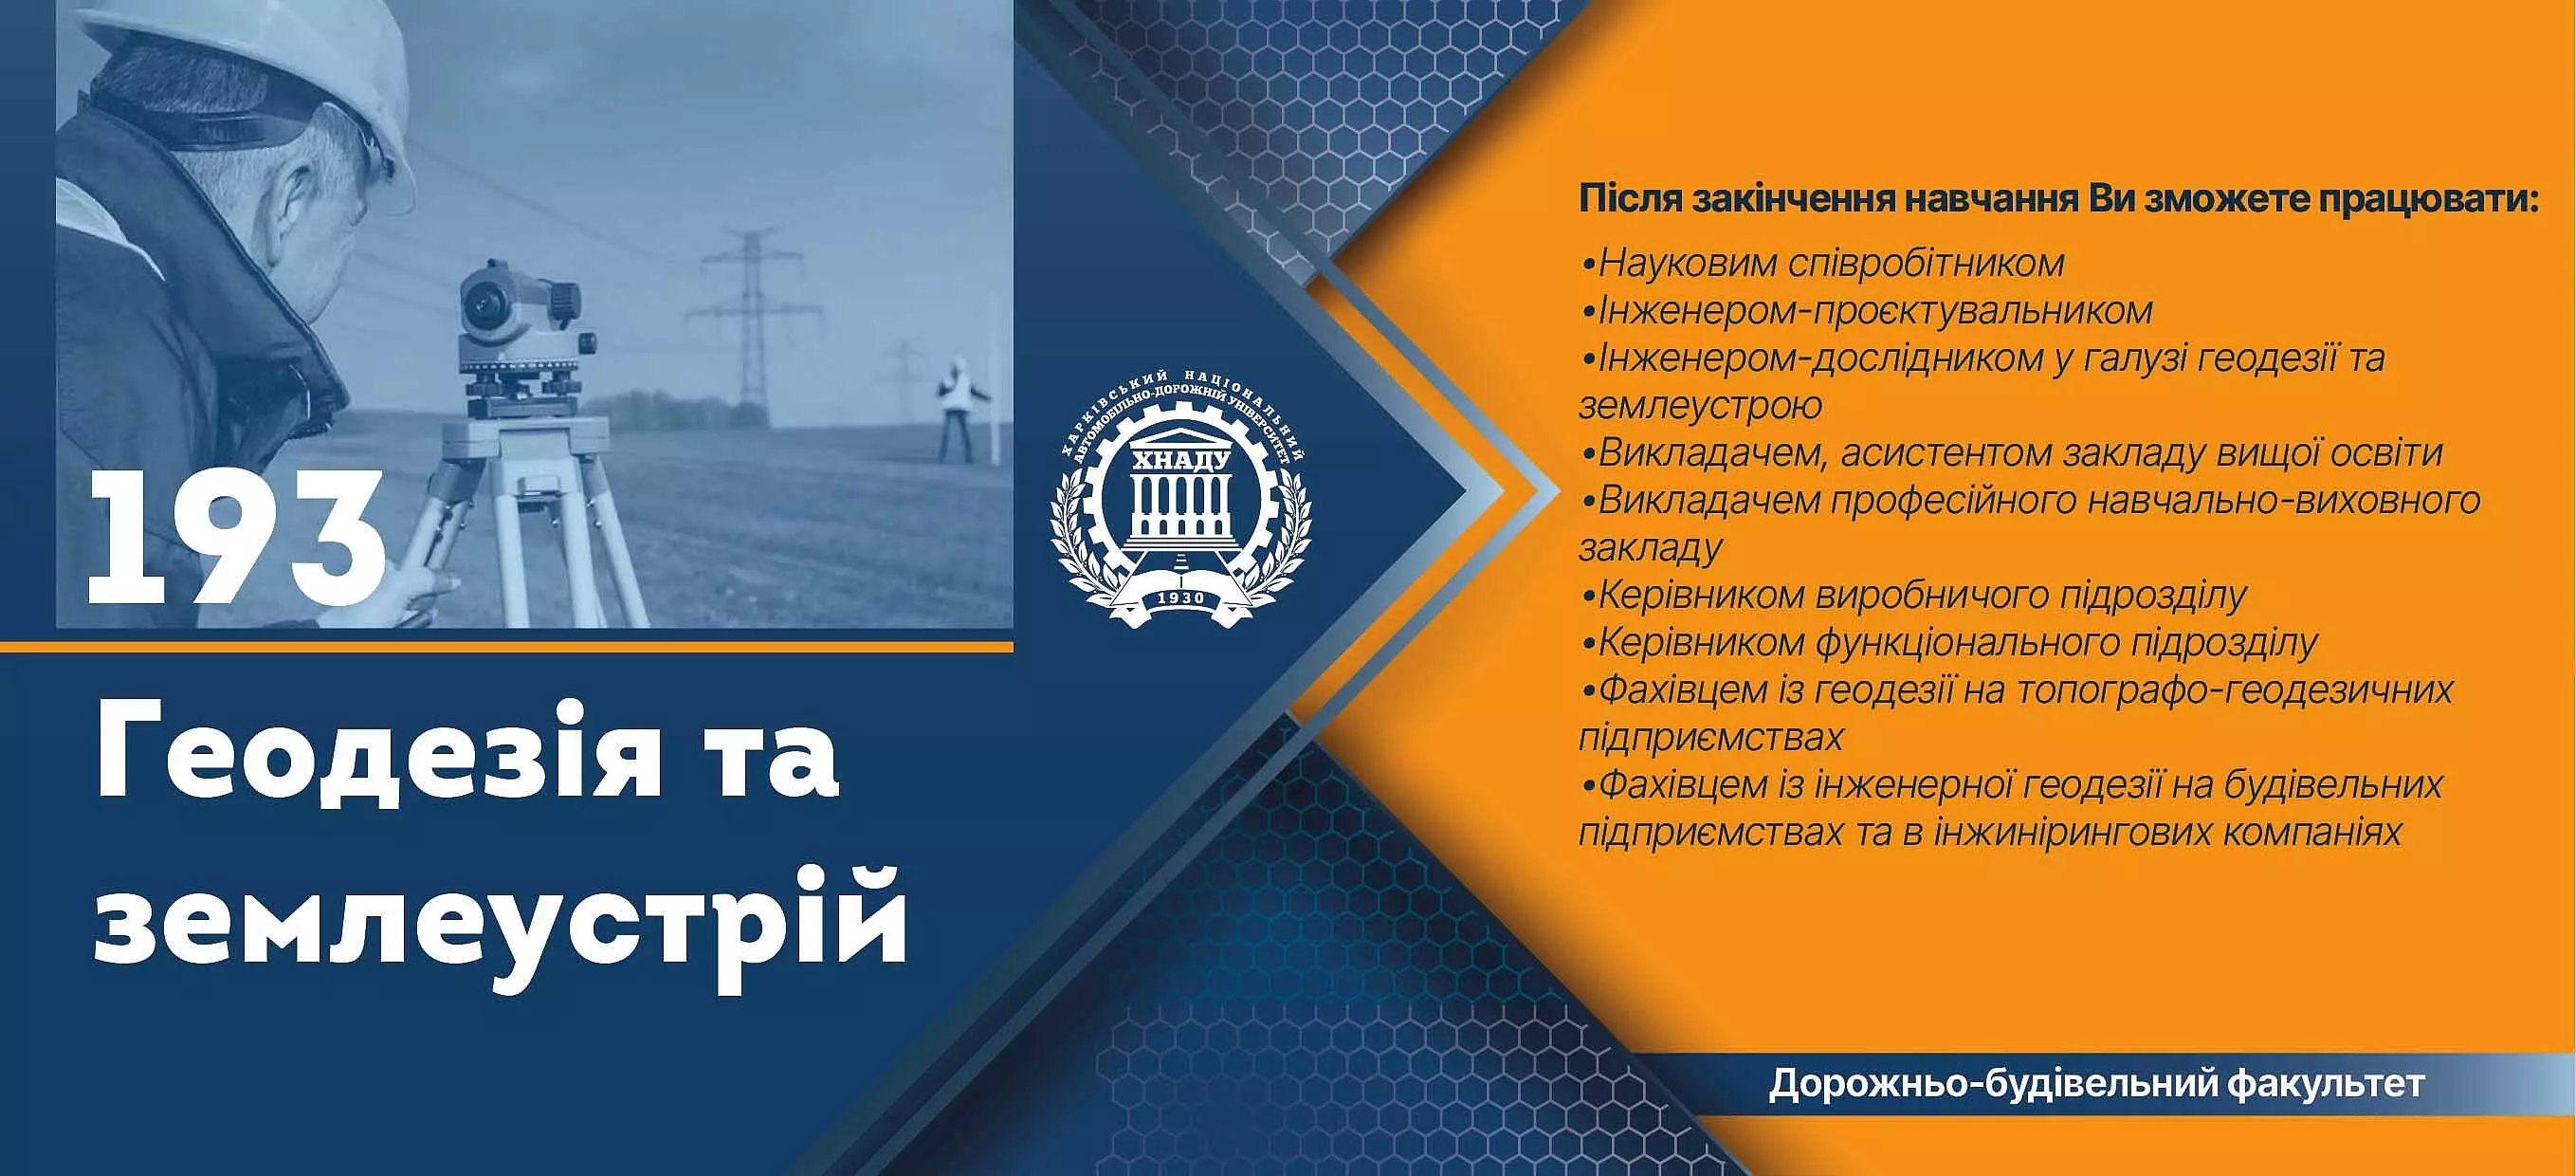 193
Геодезія та
землеустрій
ХАРКІВСЬКИЙ НАЦІОНАЛЬНИЙ
АВТОМОБІЛЬНО-ДОРОЖНІЙ УНІВЕРСИТЕТ
ХНАДУ
1930
Після закінчення навчання Ви зможете працювати:
•Науковим співробітником
•Інженером-проєктувальником
•Інженером-дослідником у галузі геодезії та
землеустрою
•Викладачем, асистентом закладу вищої освіти
•Викладачем професійного навчально-виховного
закладу
•Керівником виробничого підрозділу
•Керівником функціонального підрозділу
•Фахівцем із геодезії на топографо-геодезичних
підприємствах
•Фахівцем із інженерної геодезії на будівельних
підприємствах та в інжинірингових компаніях
Дорожньо-будівельний факультет